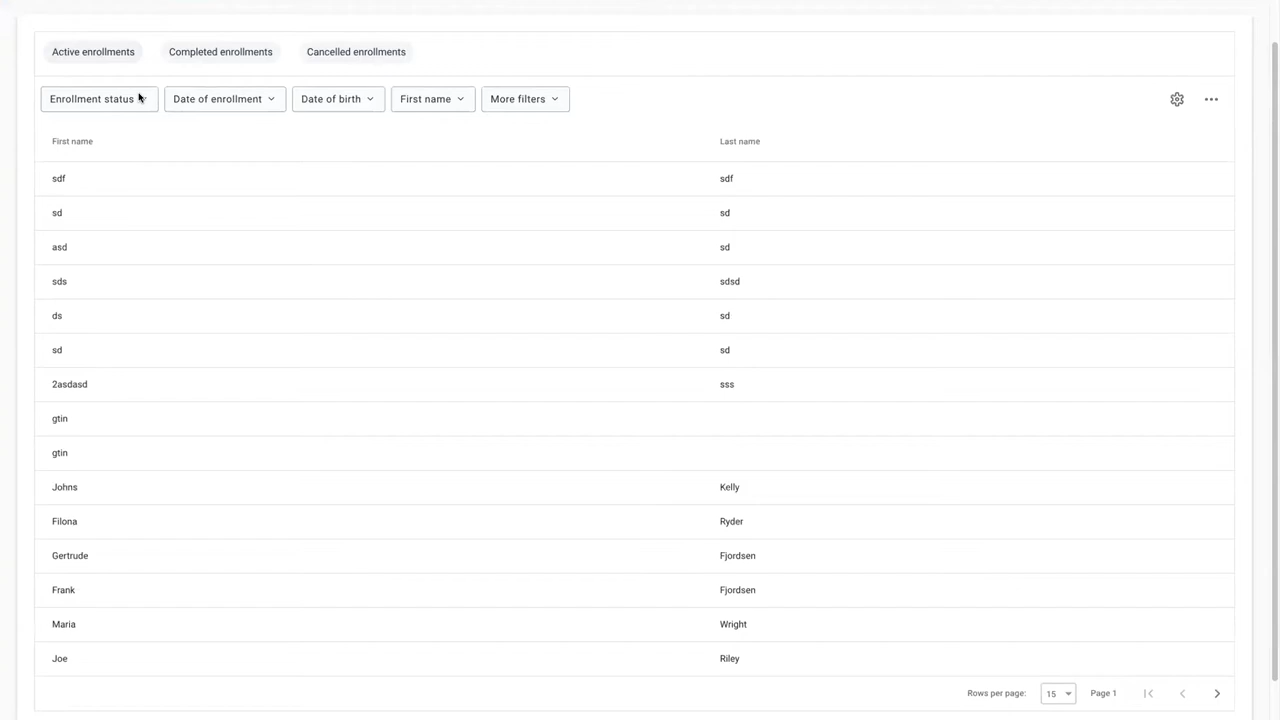 Active enrollments Completed enrollments Cancelled enrollments
Enrollment status Date of enrollment Date of birth First name More filters
First name Last name
sdf sdf
sd sd
asd sd
sds sdsd
ds sd
sd sd
2asdasd sss
gtin
gtin
Johns Kelly
Filona Ryder
Gertrude Fjordsen
Frank Fjordsen
Maria Wright
Joe Riley
Rows per page: 15 Page 1